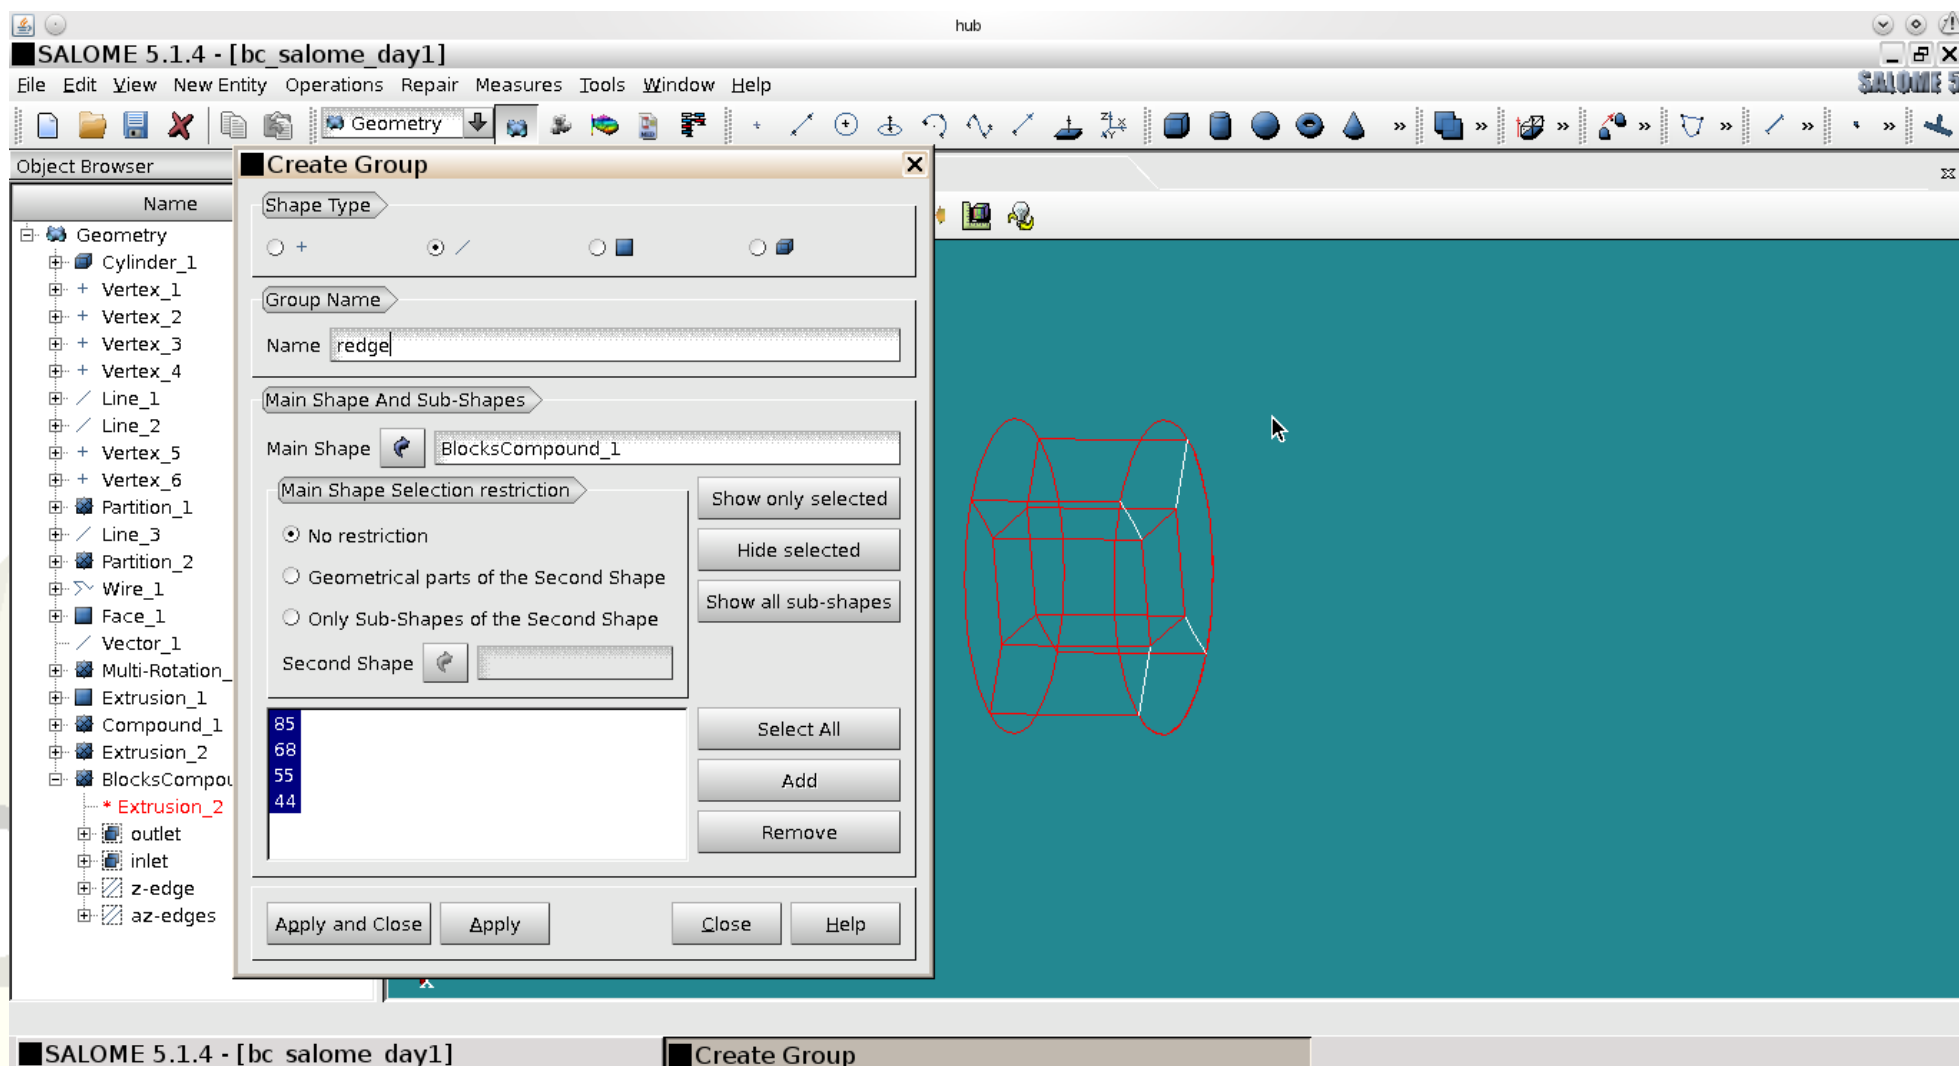 hub
SALOME 5.1.4 - [bc_salome_day1]
File Edit View New Entity Operations Repair Measures Tools Window Help
SALOME 5
Geometry
Object Browser
Name
Geometry
Cylinder_1
Vertex_1
Vertex_2
Vertex_3
Vertex_4
Line_1
Line_2
Vertex_5
Vertex_6
Partition_1
Line_3
Partition_2
Wire_1
Face_1
Vector_1
Multi-Rotation_
Extrusion_1
Compound_1
Extrusion_2
BlocksCompou
* Extrusion_2
outlet
inlet
z-edge
az-edges
Create Group
Shape Type
Group Name
Name redge
Main Shape And Sub-Shapes
Main Shape BlocksCompound_1
Main Shape Selection restriction
No restriction
Geometrical parts of the Second Shape
Only Sub-Shapes of the Second Shape
Second Shape
Show only selected
Hide selected
Show all sub-shapes
85
68
55
44
Select All
Add
Remove
Apply and Close Apply Close Help
X
SALOME 5.1.4 - [bc_salome_day1] Create Group